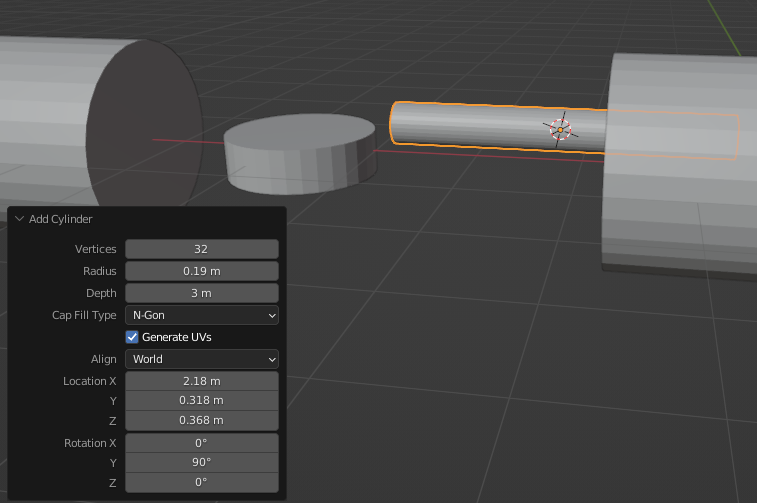 Add Cylinder
Vertices 32
Radius 0.19 m
Depth 3 m
Cap Fill Type N-Gon
Generate UVs
Align World
Location X 2.18 m
Y 0.318 m
Z 0.368 m
Rotation X 0°
Y 90°
Z 0°